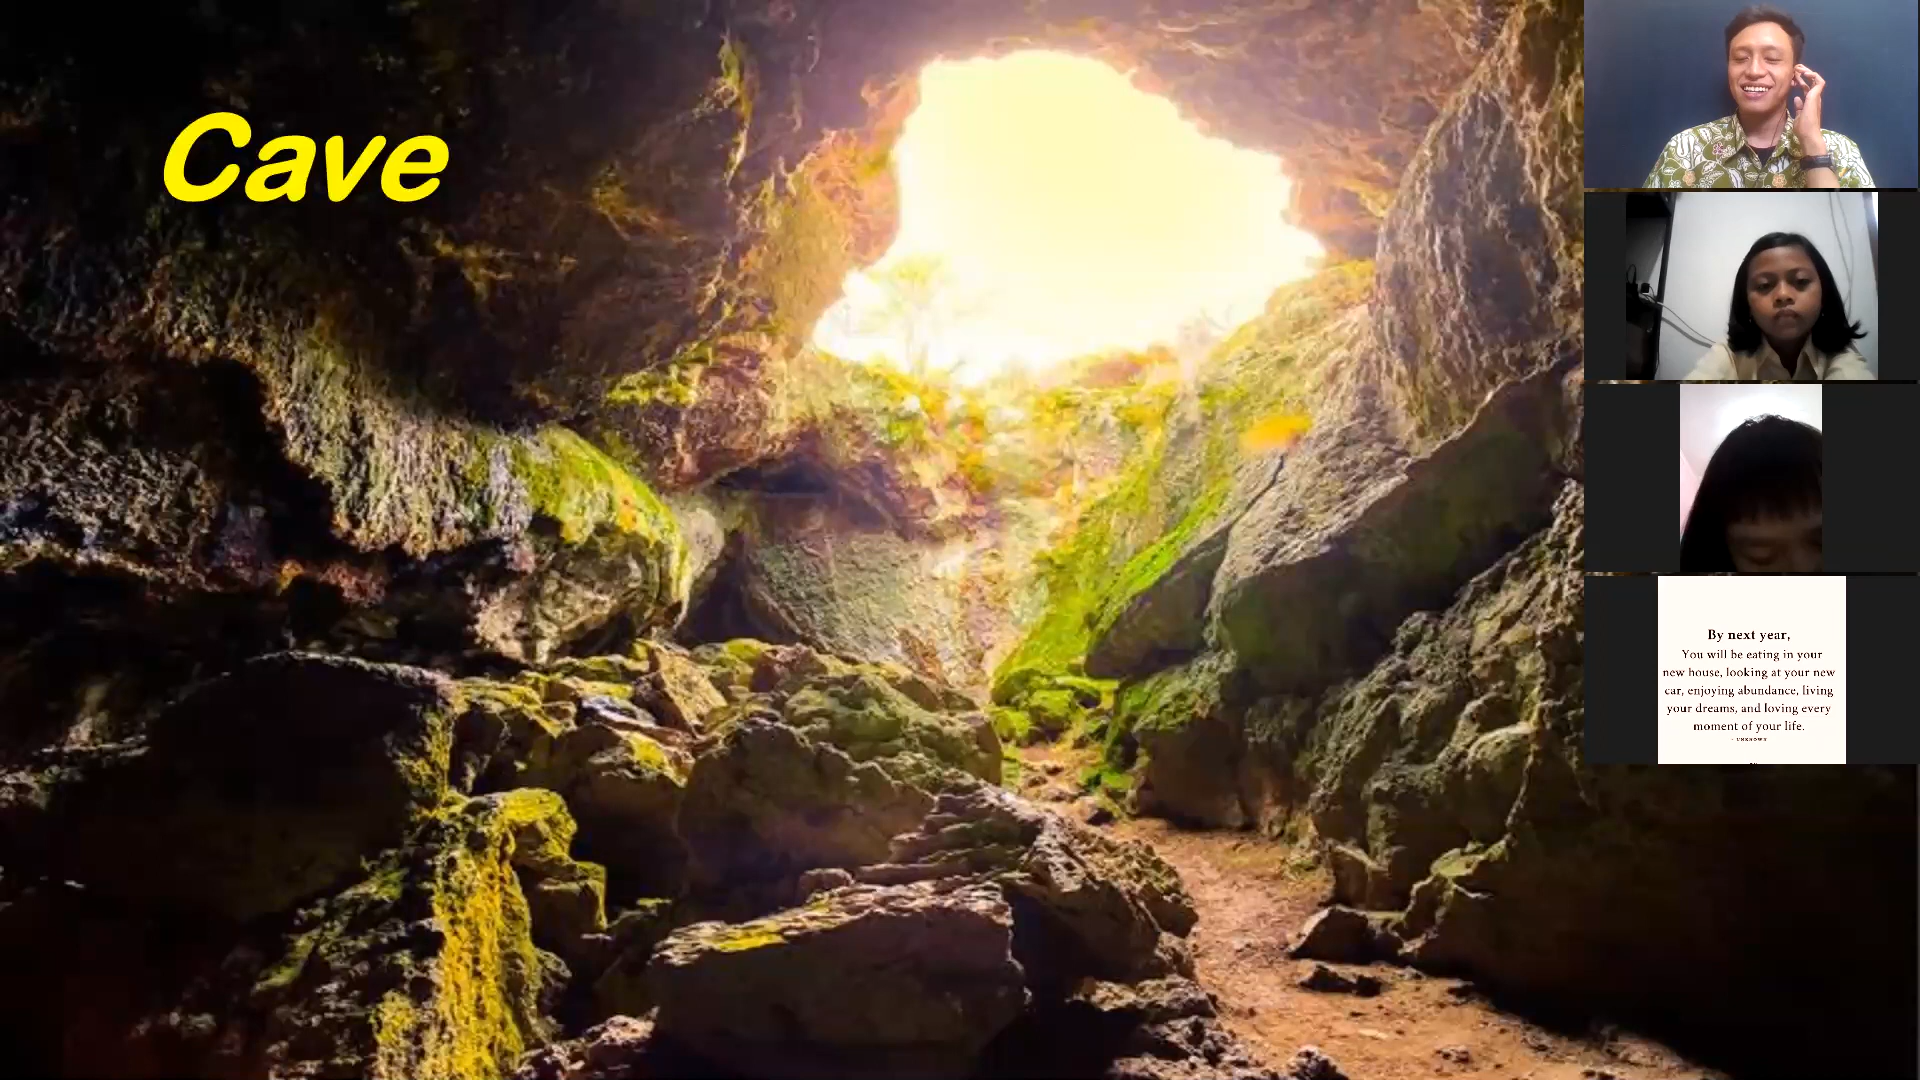 Cave
By next year,
You will be eating in your
new house, looking at your new
car, enjoying abundance, living
your dreams, and loving every
moment of your life.
- UNKNOWN